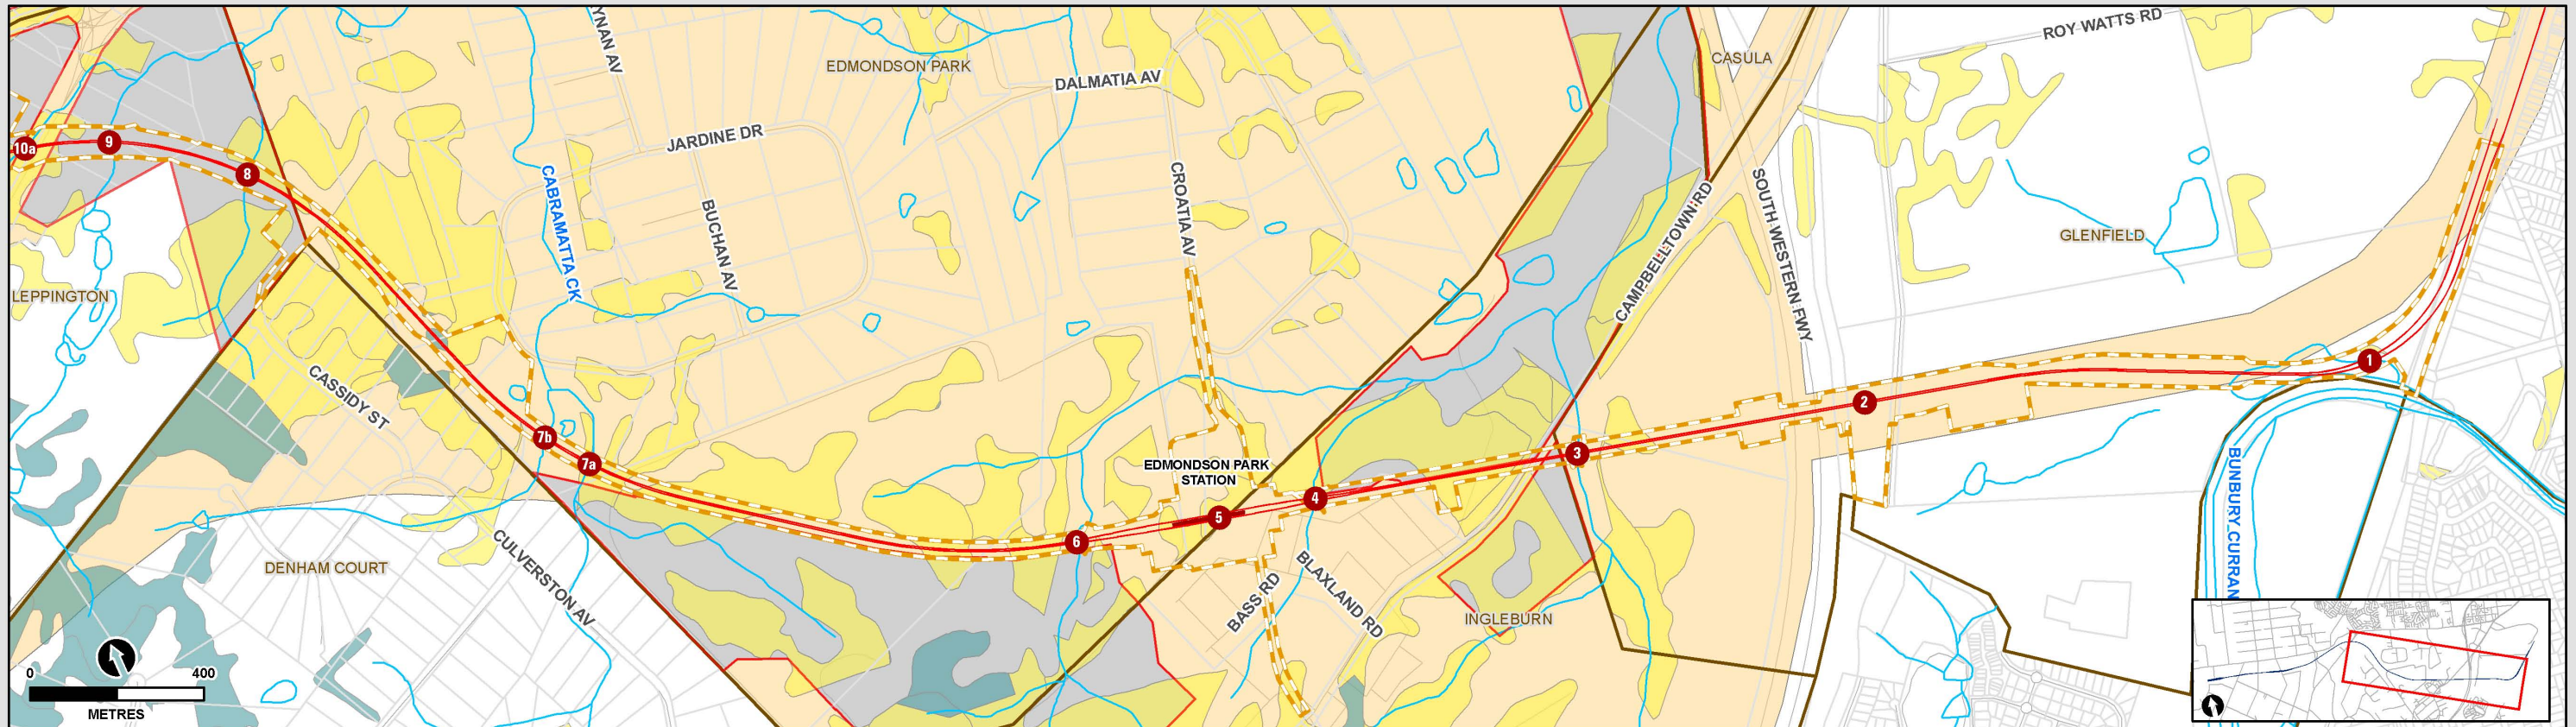 YNAN AV
ROY WATTS RD
EDMONDSON PARK
CASULA
DALMATIA AV
JARDINE DR
10a
9
8
CABRAMATTA CK
BUCHAN AV
CROATIA AV
CAMPBELLTOWN RD
SOUTH WESTERN FWY
GLENFIELD
LEPPINGTON
1
CASSIDY ST
2
7b
7a
3
EDMONDSON PARK
STATION
4
5
6
BUNBURY CURRAN
DENHAM COURT
CULVERSTON AV
BASS RD
BLAXLAND RD
INGLEBURN
0 400
METRES